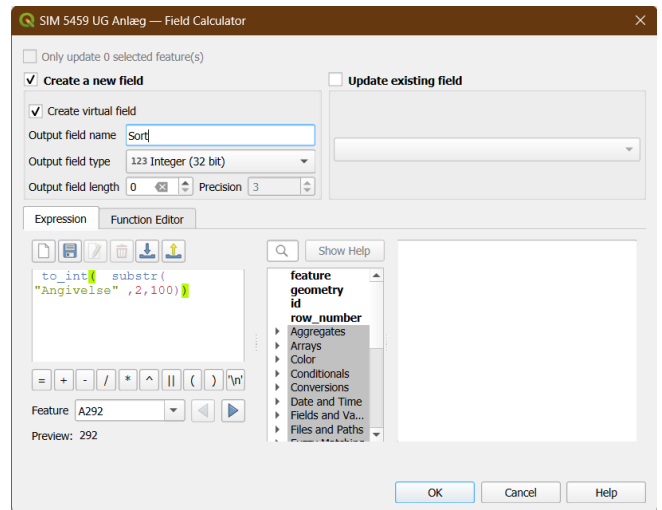 SIM 5459 UG Anlæg — Field Calculator
Only update 0 selected feature(s)
Create a new field
Update existing field
Create virtual field
Output field name Sort
Output field type 123 Integer (32 bit)
Output field length 0 Precision 3
Expression Function Editor
Show Help
to_int( substr(
"Angivelse" ,2,100))
= + - / * ^ || ( ) '\n'
Feature A292
Preview: 292
feature
geometry
id
row_number
Aggregates
Arrays
Color
Conditionals
Conversions
Date and Time
Fields and Va...
Files and Paths
Fuzzy Matching
OK Cancel Help